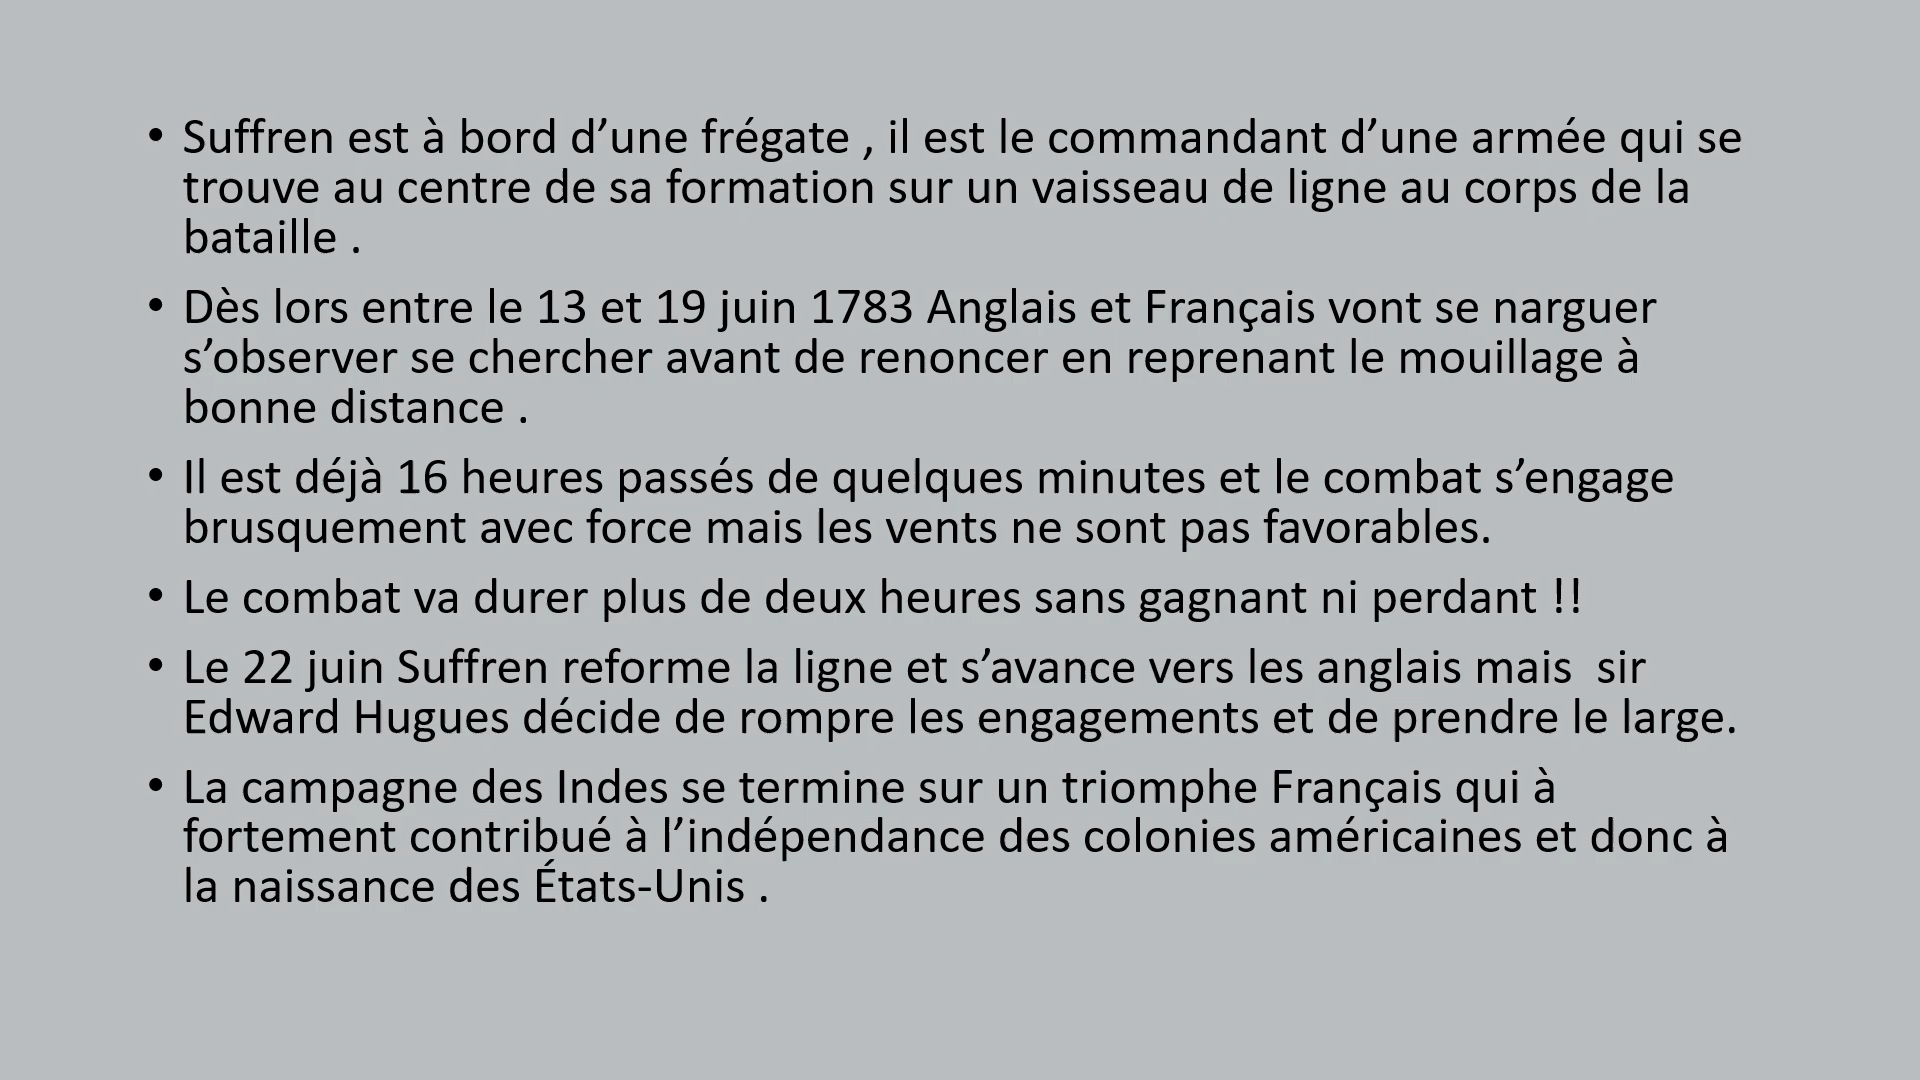 • Suffren est à bord d’une frégate , il est le commandant d’une armée qui se
trouve au centre de sa formation sur un vaisseau de ligne au corps de la
bataille .
• Dès lors entre le 13 et 19 juin 1783 Anglais et Français vont se narguer
s’observer se chercher avant de renoncer en reprenant le mouillage à
bonne distance .
• Il est déjà 16 heures passés de quelques minutes et le combat s’engage
brusquement avec force mais les vents ne sont pas favorables.
• Le combat va durer plus de deux heures sans gagnant ni perdant !!
• Le 22 juin Suffren reforme la ligne et s’avance vers les anglais mais  sir
Edward Hugues décide de rompre les engagements et de prendre le large.
• La campagne des Indes se termine sur un triomphe Français qui à
fortement contribué à l’indépendance des colonies américaines et donc à
la naissance des États-Unis .